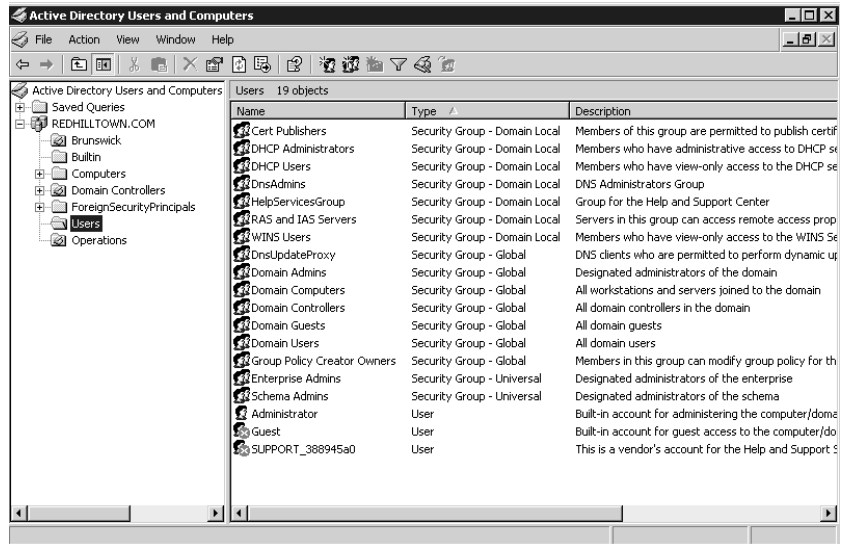 Active Directory Users and Computers
File Action View Window Help
Active Directory Users and Computers
Saved Queries
REDHILLTOWN.COM
Brunswick
Builtin
Computers
Domain Controllers
ForeignSecurityPrincipals
Users
Operations
Users 19 objects
Name Type Description
Cert Publishers Security Group - Domain Local Members of this group are permitted to publish certif
DHCP Administrators Security Group - Domain Local Members who have administrative access to DHCP se
DHCP Users Security Group - Domain Local Members who have view-only access to the DHCP se
DnsAdmins Security Group - Domain Local DNS Administrators Group
HelpServicesGroup Security Group - Domain Local Group for the Help and Support Center
RAS and IAS Servers Security Group - Domain Local Servers in this group can access remote access prop
WINS Users Security Group - Domain Local Members who have view-only access to the WINS Se
DnsUpdateProxy Security Group - Global DNS clients who are permitted to perform dynamic up
Domain Admins Security Group - Global Designated administrators of the domain
Domain Computers Security Group - Global All workstations and servers joined to the domain
Domain Controllers Security Group - Global All domain controllers in the domain
Domain Guests Security Group - Global All domain guests
Domain Users Security Group - Global All domain users
Group Policy Creator Owners Security Group - Global Members in this group can modify group policy for th
Enterprise Admins Security Group - Universal Designated administrators of the enterprise
Schema Admins Security Group - Universal Designated administrators of the schema
Administrator User Built-in account for administering the computer/doma
Guest User Built-in account for guest access to the computer/do
SUPPORT_388945a0 User This is a vendor's account for the Help and Support S